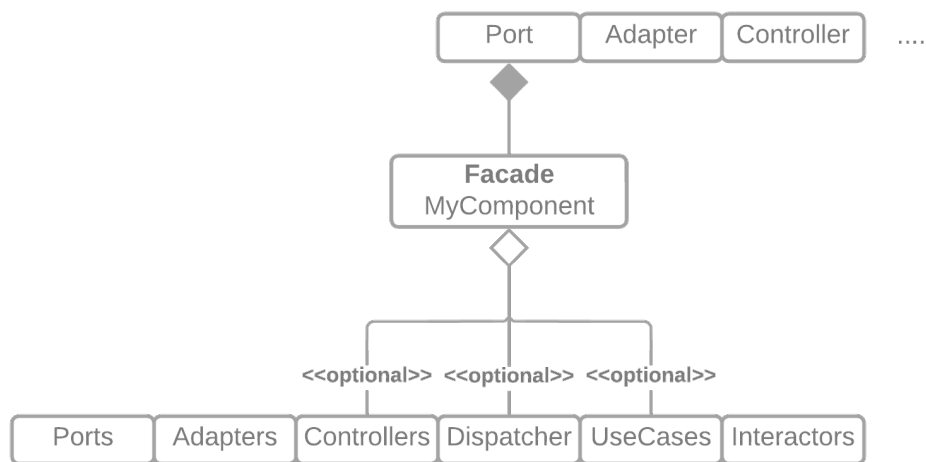 Port Adapter Controller ....
Facade
MyComponent
<<optional>> <<optional>> <<optional>>
Ports Adapters Controllers Dispatcher UseCases Interactors